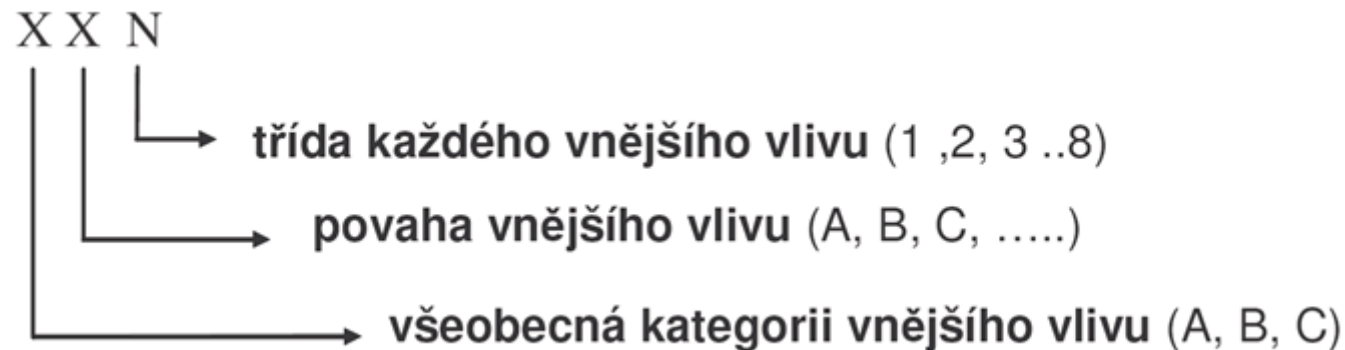 X X N
třída každého vnějšího vlivu (1 ,2, 3 ..8)
povaha vnějšího vlivu (A, B, C, …..)
všeobecná kategorii vnějšího vlivu (A, B, C)